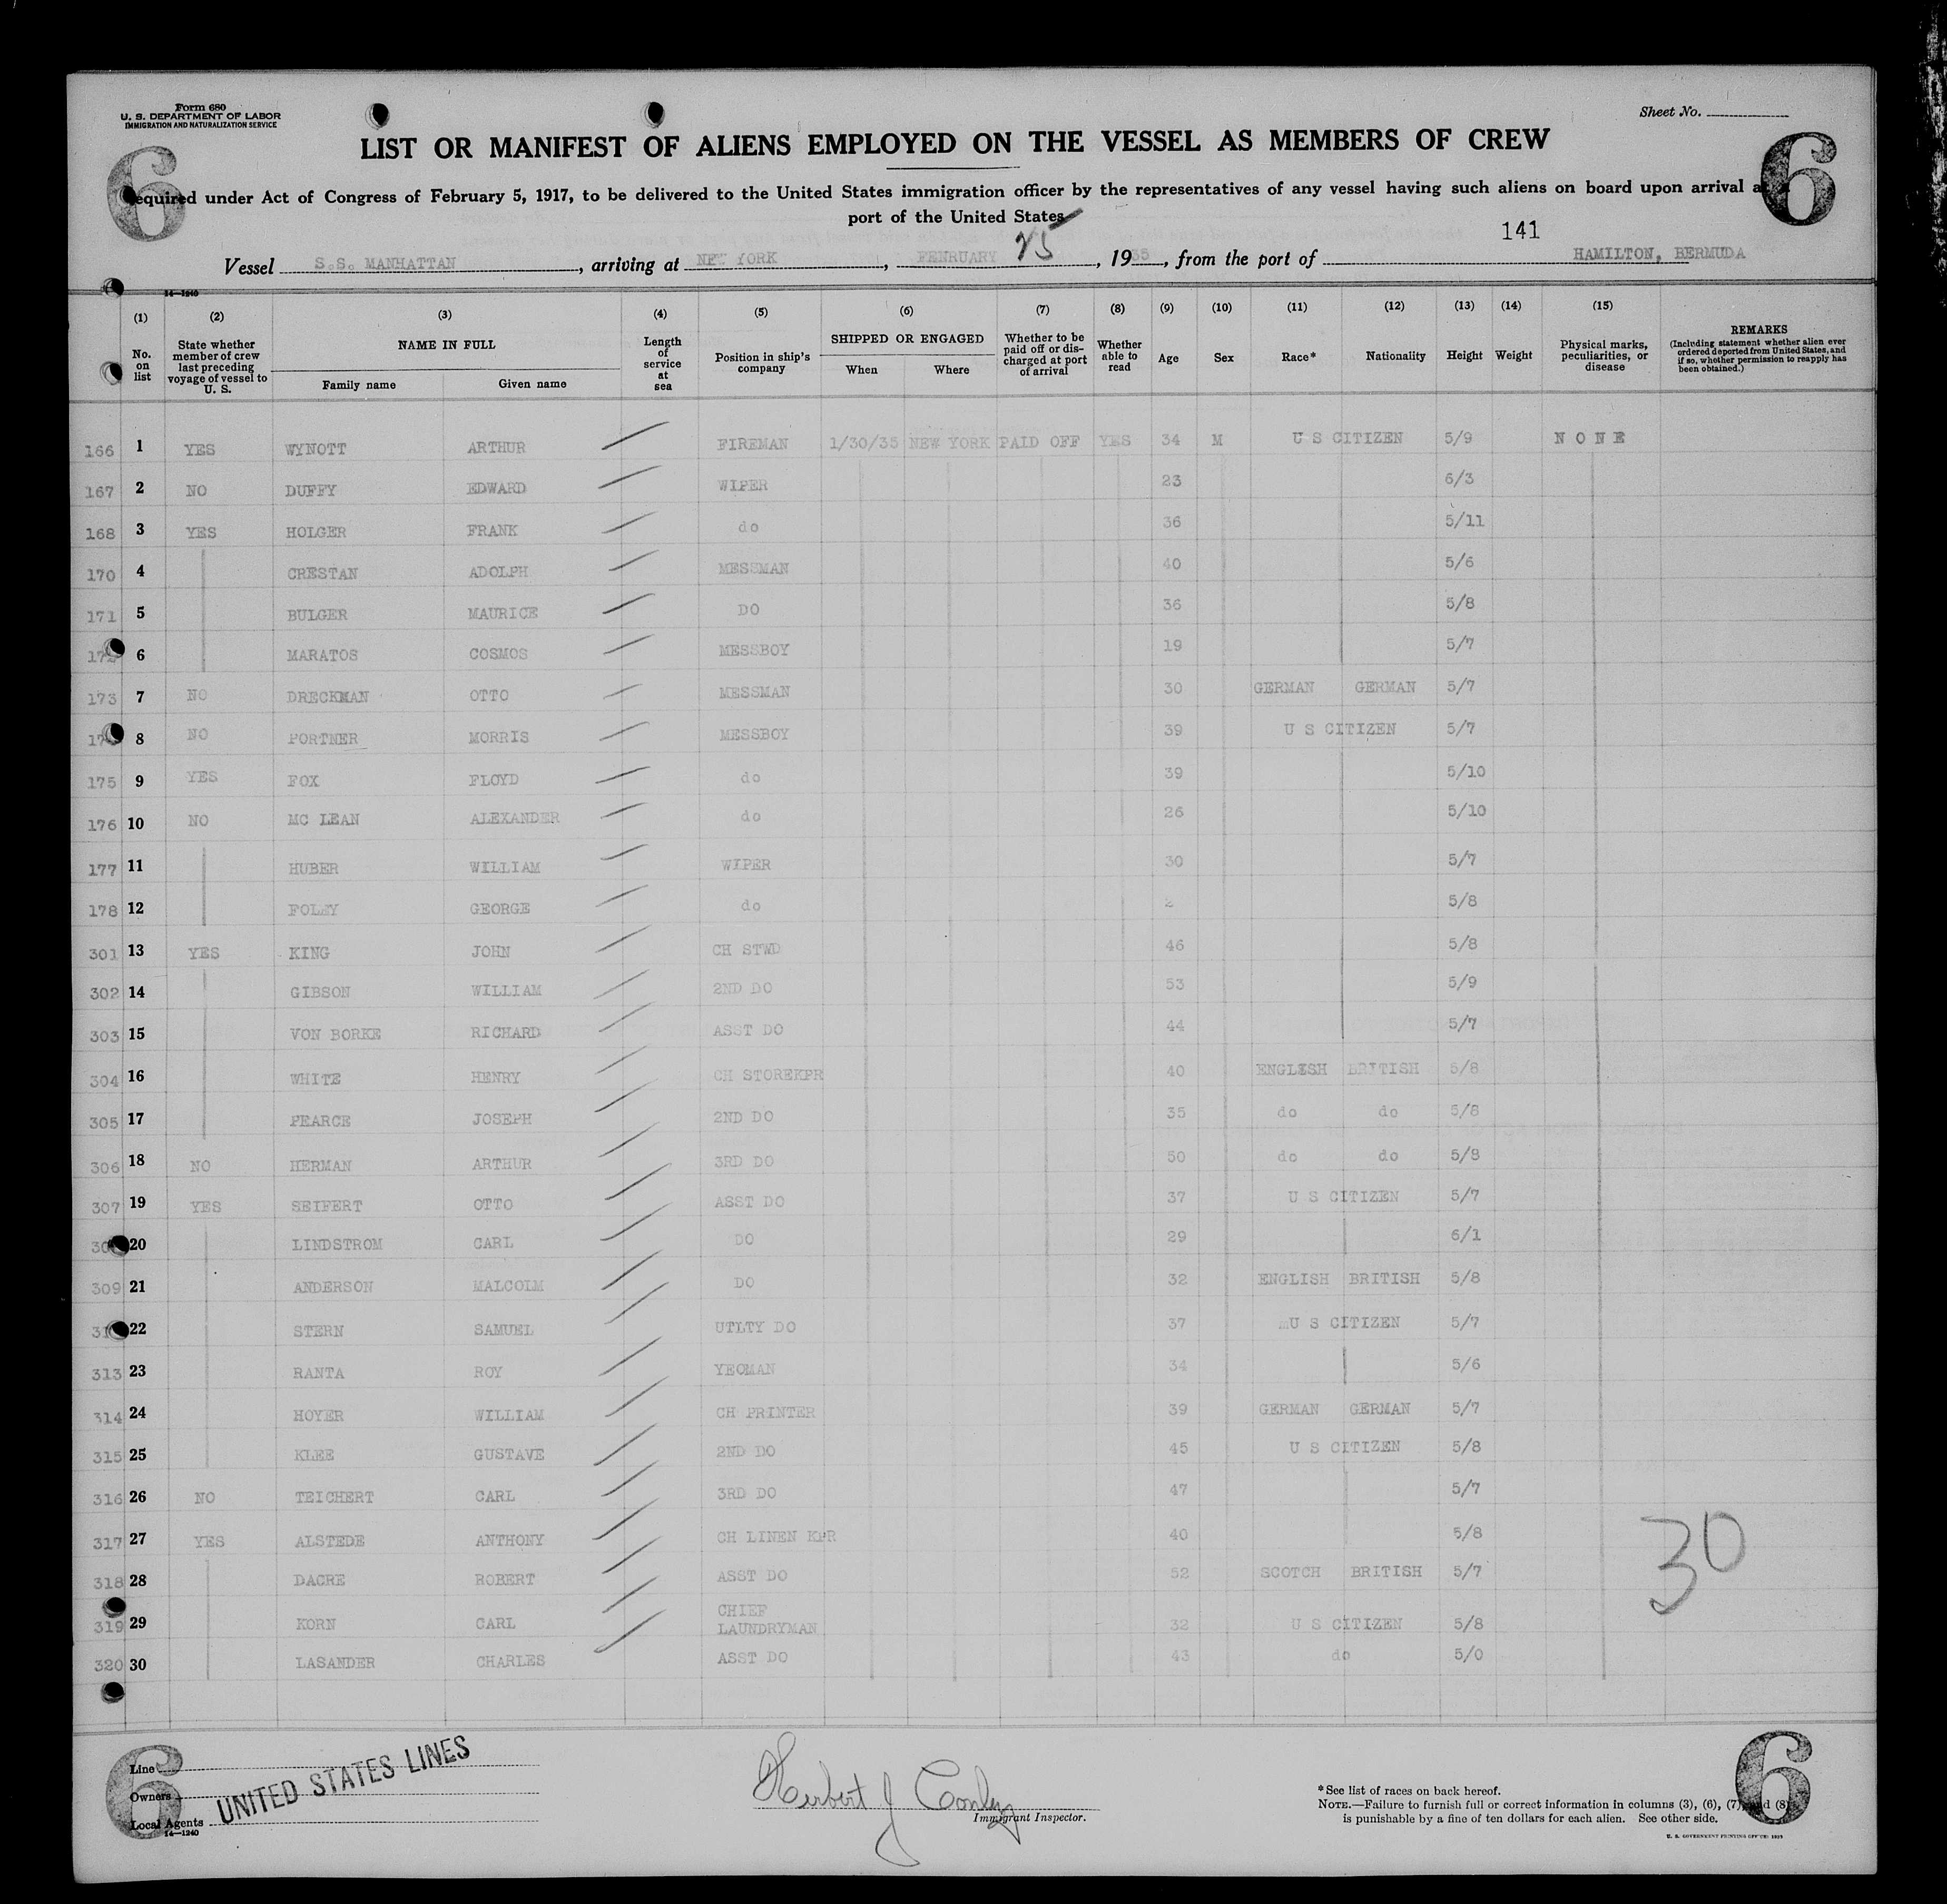 Form 680
U. S. DEPARTMENT OF LABOR
IMMIGRATION AND NATURALIZATION SERVICE
Sheet No.
6 6
LIST OR MANIFEST OF ALIENS EMPLOYED ON THE VESSEL AS MEMBERS OF CREW
Required under Act of Congress of February 5, 1917, to be delivered to the United States immigration officer by the representatives of any vessel having such aliens on board upon arrival at a
port of the United States
141
Vessel S.S. MANHATTAN, arriving at NEW YORK, FENRUARY 25, 1935, from the port of HAMILTON, BERMUDA
14—1240
(1) (2) (3) (4) (5) (6) (7) (8) (9) (10) (11) (12) (13) (14) (15)
No. on list
State whether member of crew last preceding voyage of vessel to U. S.
NAME IN FULL
Family name Given name
Length of service at sea
Position in ship's company
SHIPPED OR ENGAGED
When Where
Whether to be paid off or discharged at port of arrival
Whether able to read
Age Sex Race* Nationality Height Weight
Physical marks, peculiarities, or disease
REMARKS
(Including statement whether alien ever ordered deported from United States, and if so, whether permission to reapply has been obtained.)
166 1 YES WYNOTT ARTHUR FIREMAN 1/30/35 NEW YORK PAID OFF YES 34 M U S CITIZEN 5/9 NONE
167 2 NO DUFFY EDWARD WIPER 23 6/3
168 3 YES HOLGER FRANK do 36 5/11
170 4 CRESTAN ADOLPH MESSMAN 40 5/6
171 5 BULGER MAURICE DO 36 5/8
6 MARATOS COSMOS MESSBOY 19 5/7
173 7 NO DRECKMAN OTTO MESSMAN 30 GERMAN GERMAN 5/7
8 NO PORTNER MORRIS MESSBOY 39 U S CITIZEN 5/7
175 9 YES FOX FLOYD do 39 5/10
176 10 NO MC LEAN ALEXANDER do 26 5/10
177 11 HUBER WILLIAM WIPER 30 5/7
178 12 FOLEY GEORGE do 5/8
301 13 YES KING JOHN CH STWD 46 5/8
302 14 GIBSON WILLIAM 2ND DO 53 5/9
303 15 VON BORKE RICHARD ASST DO 44 5/7
304 16 WHITE HENRY CH STOREKPR 40 ENGLISH BRITISH 5/8
305 17 PEARCE JOSEPH 2ND DO 35 do do 5/8
306 18 NO HERMAN ARTHUR 3RD DO 50 do do 5/8
307 19 YES SEIFERT OTTO ASST DO 37 U S CITIZEN 5/7
20 LINDSTROM CARL DO 29 6/1
309 21 ANDERSON MALCOLM DO 32 ENGLISH BRITISH 5/8
22 STERN SAMUEL UTLTY DO 37 U S CITIZEN 5/7
313 23 RANTA ROY YEOMAN 34 5/6
314 24 HOYER WILLIAM CH PRINTER 39 GERMAN GERMAN 5/7
315 25 KLEE GUSTAVE 2ND DO 45 U S CITIZEN 5/8
316 26 NO TEICHERT CARL 3RD DO 47 5/7
317 27 YES ALSTEDE ANTHONY CH LINEN KPR 40 5/8
318 28 DACRE ROBERT ASST DO 52 SCOTCH BRITISH 5/7
319 29 KORN CARL CHIEF LAUNDRYMAN 32 U S CITIZEN 5/8
320 30 LASANDER CHARLES ASST DO 43 do 5/0
30
6 6
Line
Owners
Local Agents
UNITED STATES LINES
14—1240
Herbert J Conley
Immigrant Inspector.
*See list of races on back hereof.
NOTE.—Failure to furnish full or correct information in columns (3), (6), (7), and (8)
is punishable by a fine of ten dollars for each alien. See other side.
U. S. GOVERNMENT PRINTING OFFICE: 1933